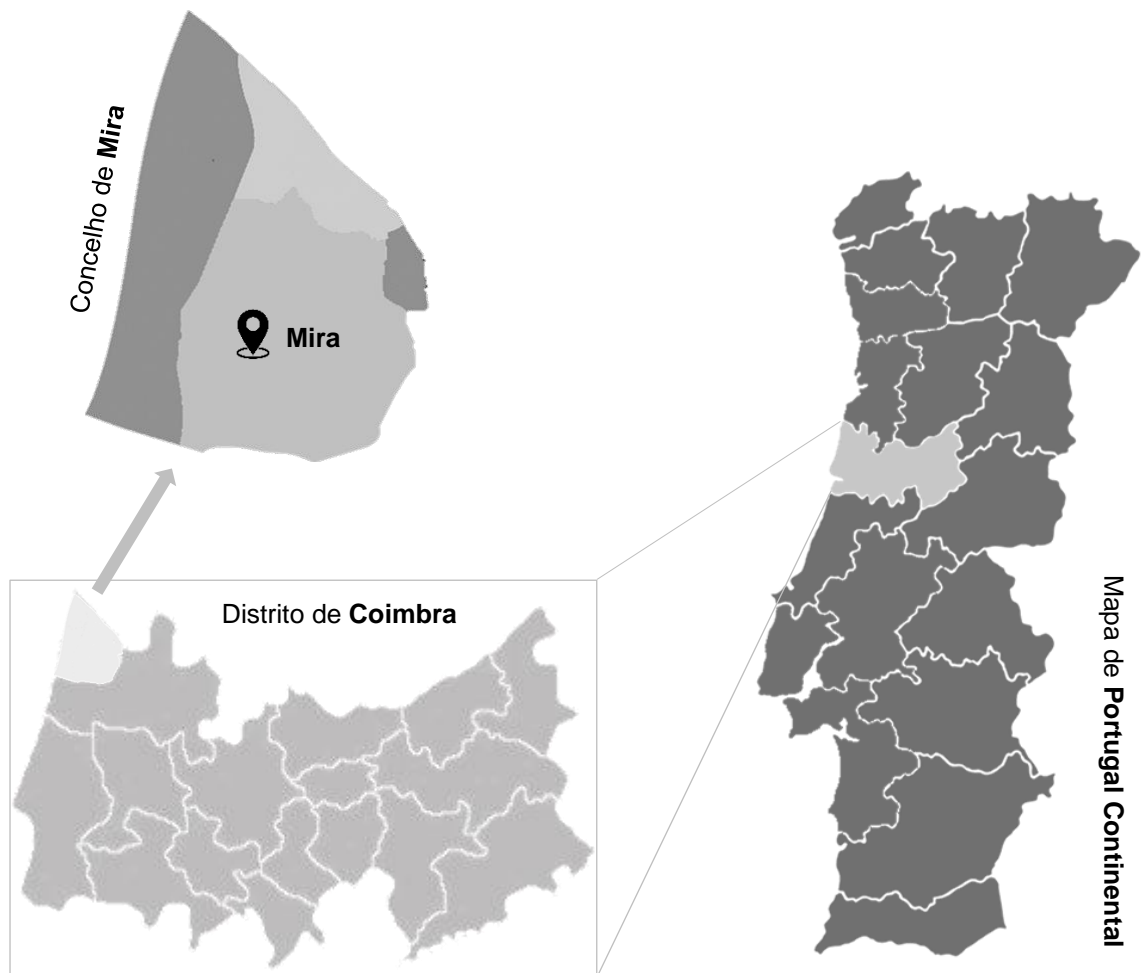 Concelho de Mira
Mira
Distrito de Coimbra
Mapa de Portugal Continental